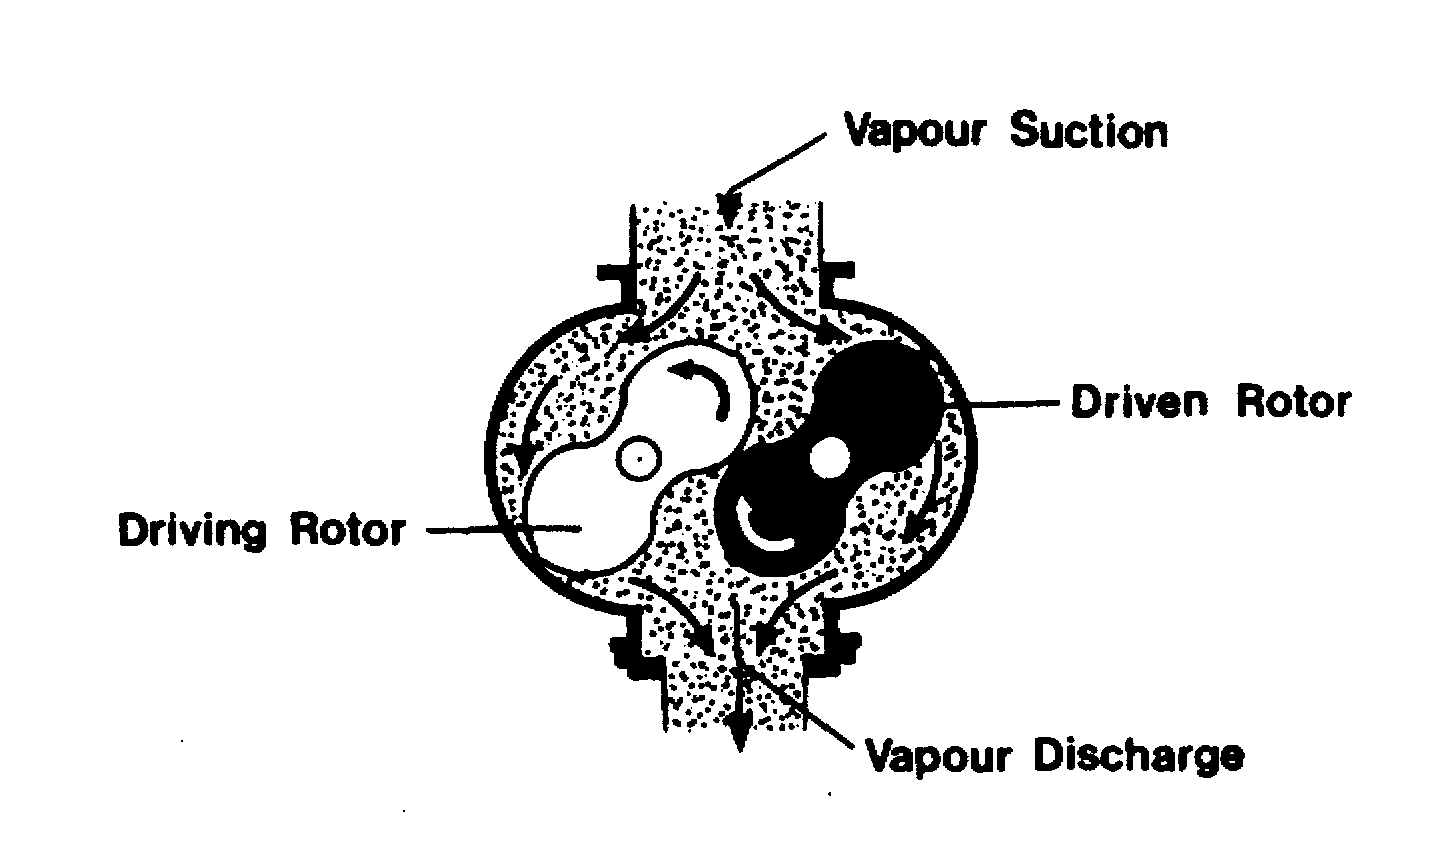 Vapour Suction
Driven Rotor
Driving Rotor
Vapour Discharge